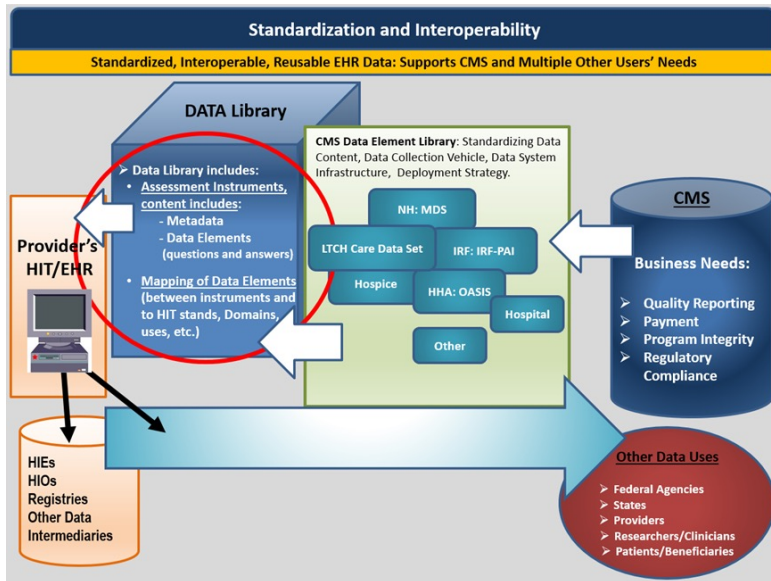 Standardization and Interoperability
Standardized, Interoperable, Reusable EHR Data: Supports CMS and Multiple Other Users' Needs
DATA Library
➢ Data Library includes:
• Assessment Instruments,
content includes:
- Metadata
- Data Elements
(questions and answers)
• Mapping of Data Elements
(between instruments and
to HIT stands, Domains,
uses, etc.)
CMS Data Element Library: Standardizing Data
Content, Data Collection Vehicle, Data System
Infrastructure, Deployment Strategy.
NH: MDS
LTCH Care Data Set
IRF: IRF-PAI
Hospice
HHA: OASIS
Hospital
Other
CMS
Business Needs:
➢ Quality Reporting
➢ Payment
➢ Program Integrity
➢ Regulatory
Compliance
Provider's
HIT/EHR
HIEs
HIOs
Registries
Other Data
Intermediaries
Other Data Uses
➢ Federal Agencies
➢ States
➢ Providers
➢ Researchers/Clinicians
➢ Patients/Beneficiaries